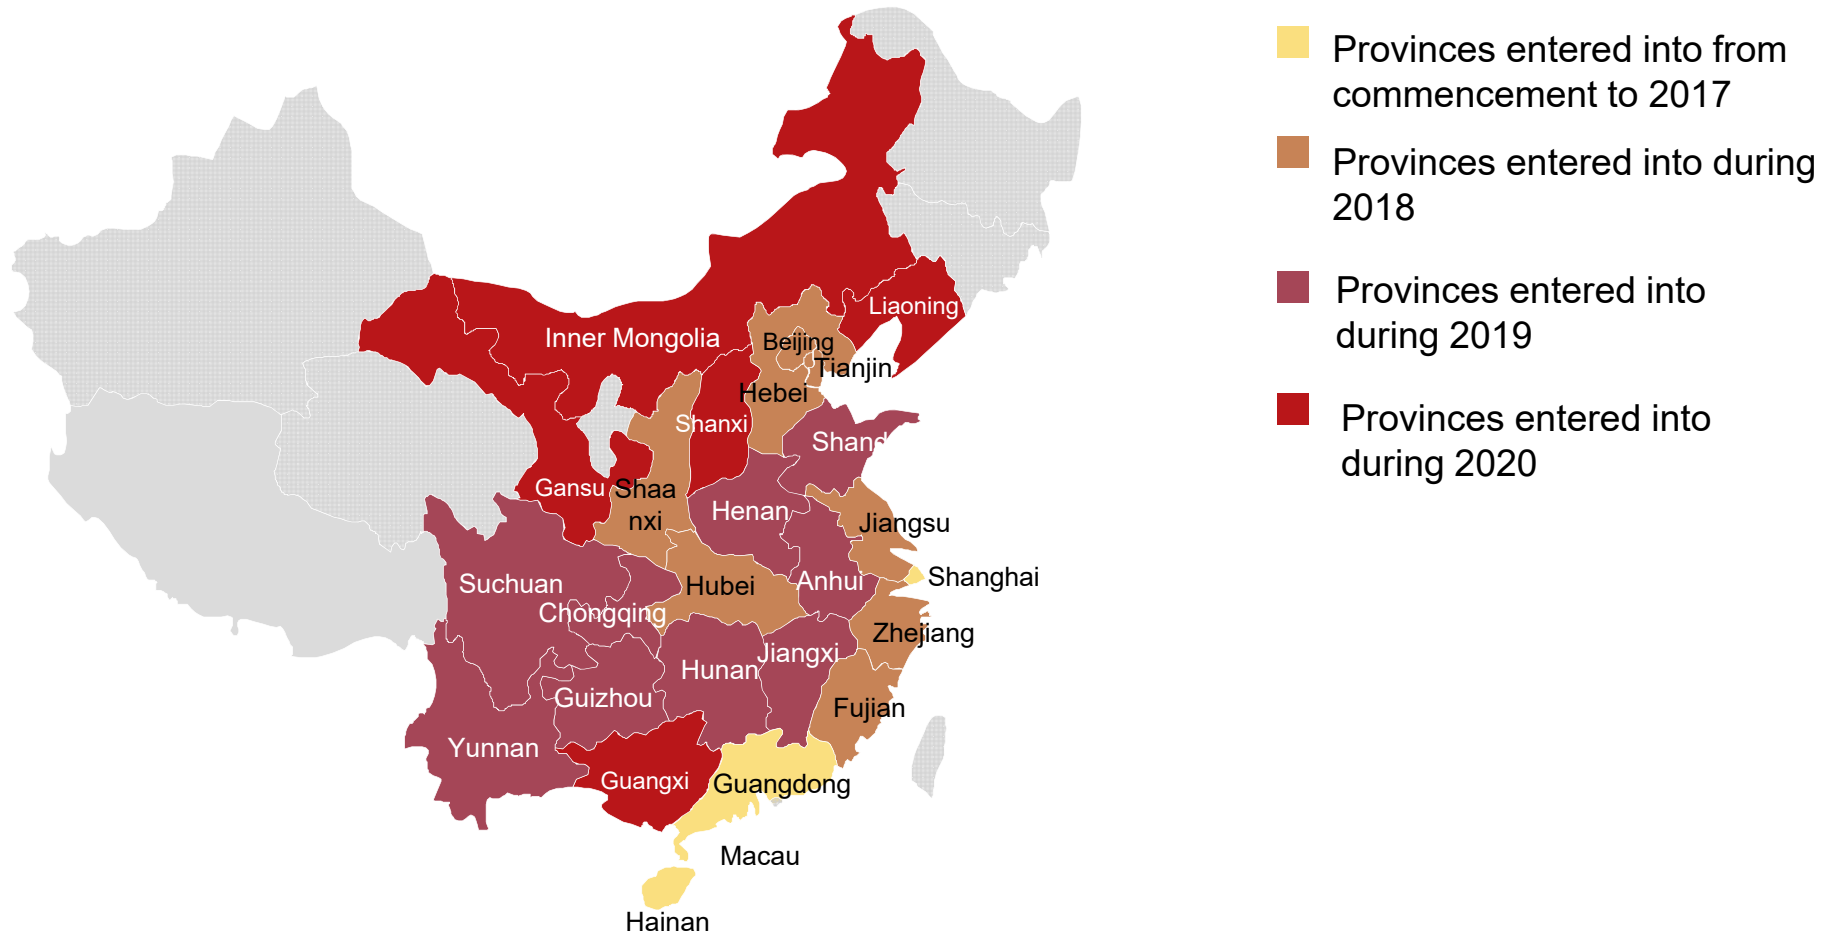 Provinces entered into from
commencement to 2017
Provinces entered into during
2018
Provinces entered into
during 2019
Provinces entered into
during 2020
Liaoning
Inner Mongolia
Beijing
Tianjin
Hebei
Shanxi
Shand
Gansu
Shaa
nxi
Henan
Jiangsu
Shanghai
Suchuan
Hubei
Anhui
Chongqing
Zhejiang
Jiangxi
Hunan
Guizhou
Fujian
Yunnan
Guangxi
Guangdong
Macau
Hainan